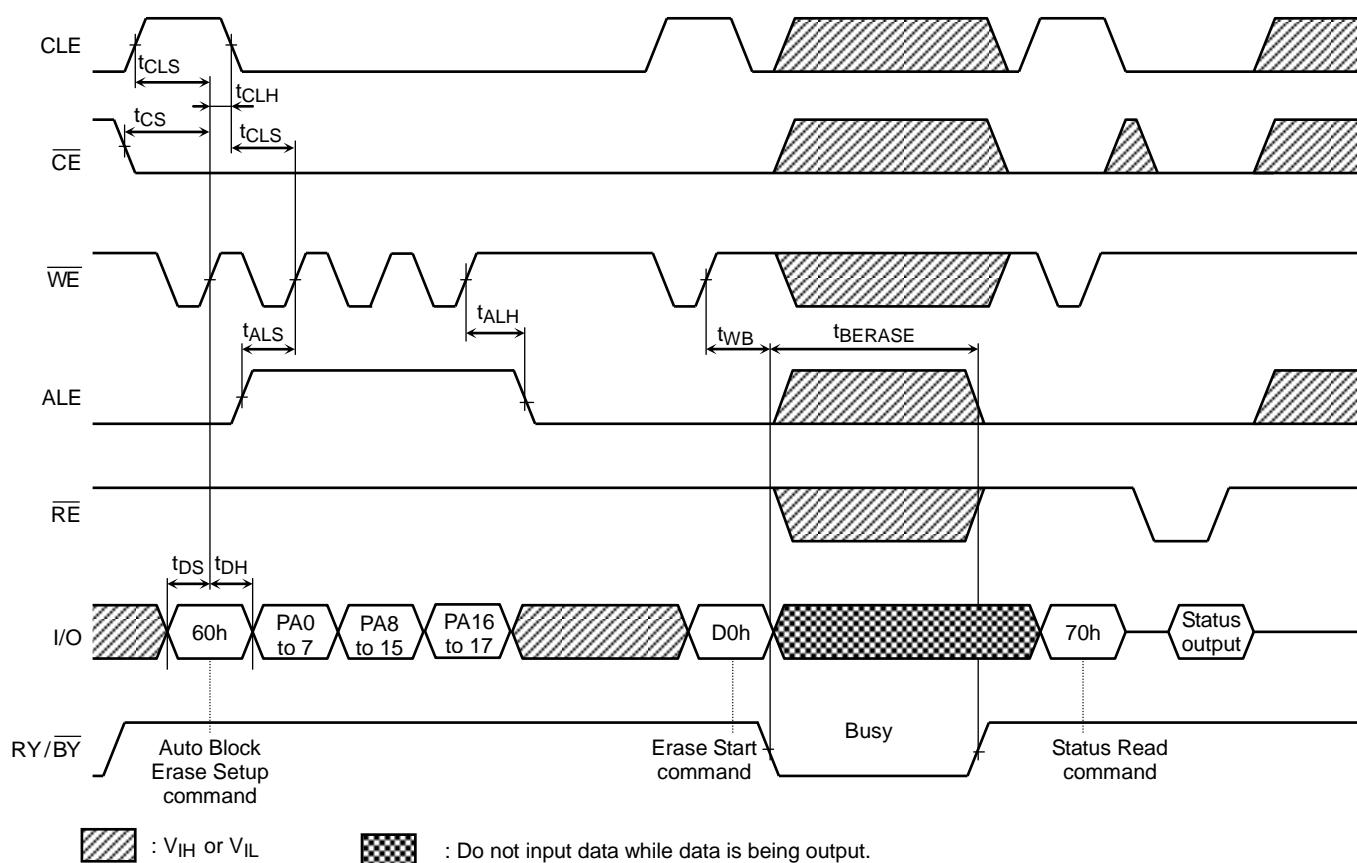 CLE
tCLS
tCLH
tCS
tCLS
CE
WE
tALS
tALH
tWB
tBERASE
ALE
RE
tDS
tDH
I/O
60h
PA0
to 7
PA8
to 15
PA16
to 17
D0h
70h
Status
output
RY/BY
Auto Block
Erase Setup
command
Erase Start
command
Busy
Status Read
command
: VIH or VIL
: Do not input data while data is being output.